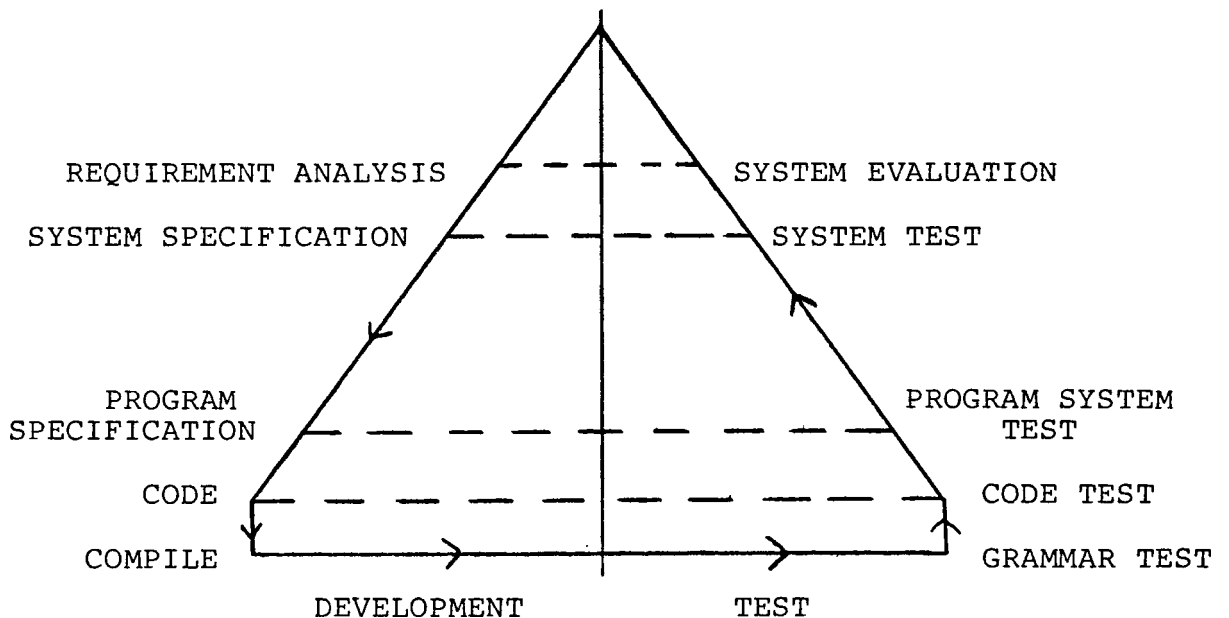 REQUIREMENT ANALYSIS
SYSTEM EVALUATION
SYSTEM SPECIFICATION
SYSTEM TEST
PROGRAM
SPECIFICATION
PROGRAM SYSTEM
TEST
CODE
CODE TEST
COMPILE
GRAMMAR TEST
DEVELOPMENT
TEST